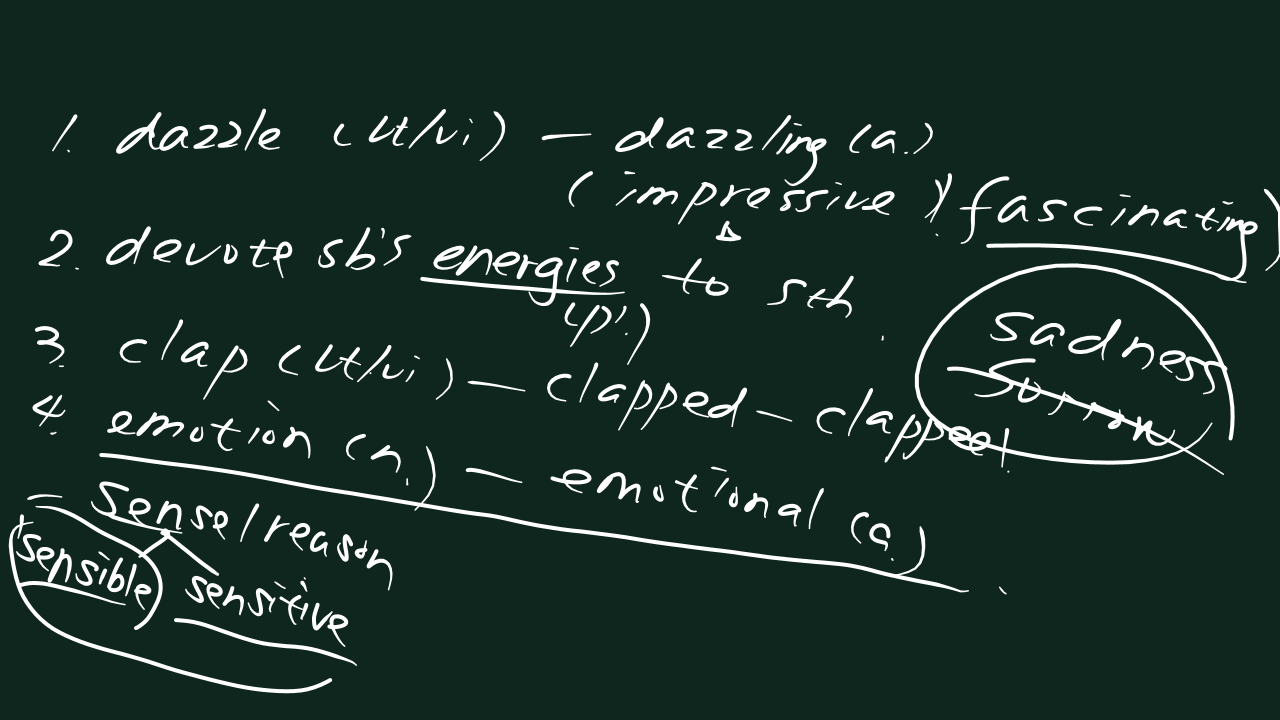 1. dazzle (vt/vi) — dazzling (a.)
(impressive)(fascinating)
2. devote sb's energies to sth.
(pl.)
3. clap (vt/vi) — clapped — clapped
sadness
4. emotion (n.) — emotional (a.)
— sense/reason
sensible sensitive